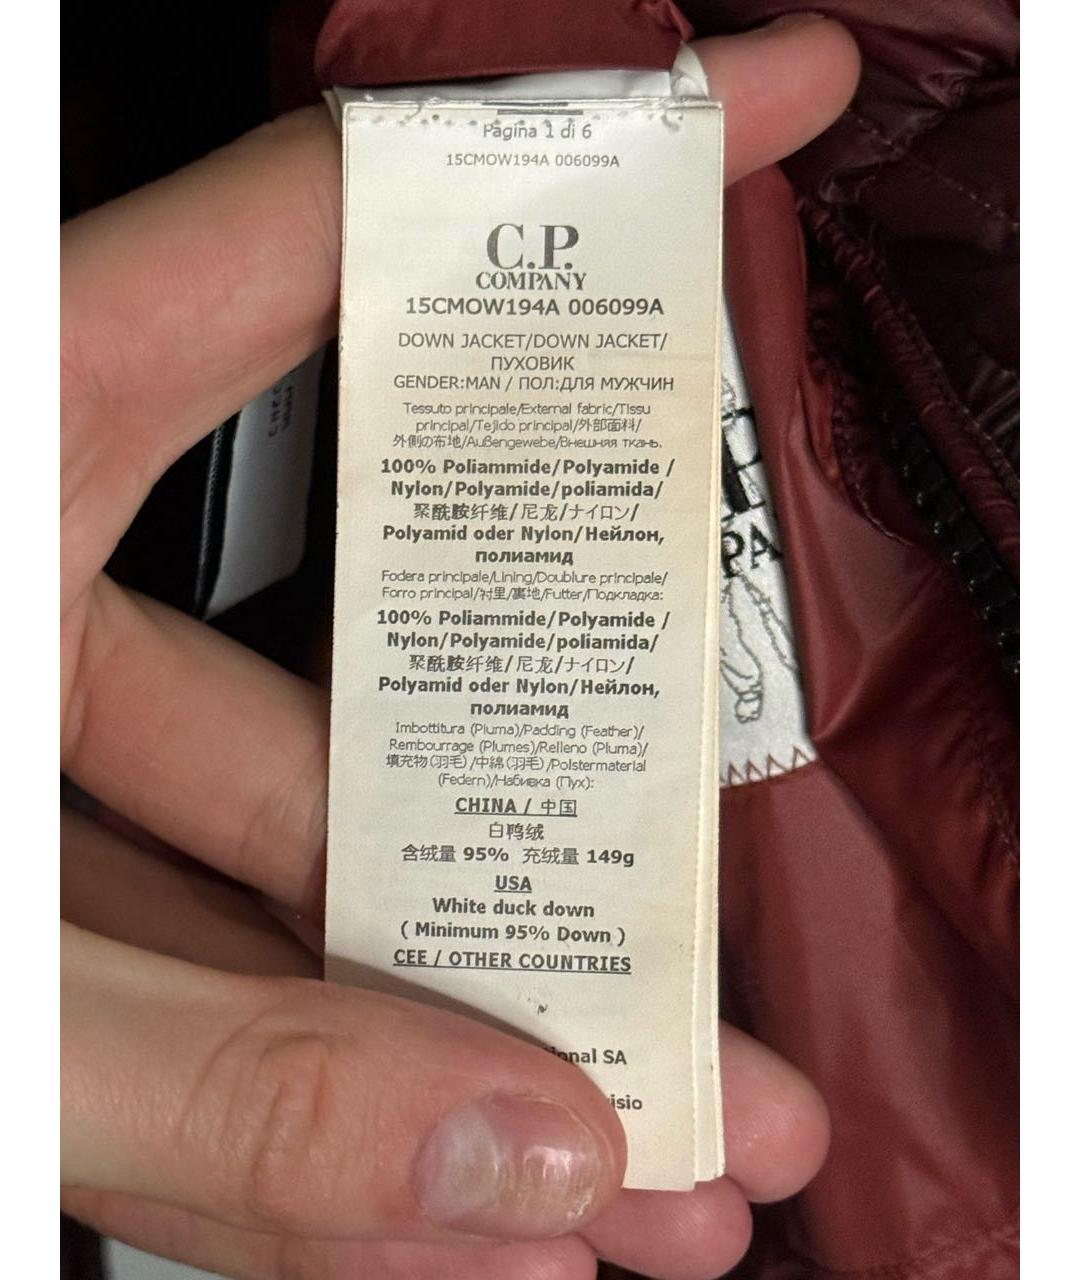 Pagina 1 di 6
15CMOW194A 006099A
C.P.
COMPANY
15CMOW194A 006099A
DOWN JACKET/DOWN JACKET/
ПУХОВИК
GENDER:MAN / ПОЛ:ДЛЯ МУЖЧИН
Tessuto principale/External fabric/Tissu
principal/Tejido principal/外部面料/
外側の布地/Außengewebe/Внешняя ткань.
100% Poliammide/Polyamide /
Nylon/Polyamide/poliamida/
聚酰胺纤维/尼龙/ナイロン/
Polyamid oder Nylon/Нейлон,
полиамид
Fodera principale/Lining/Doublure principale/
Forro principal/衬里/裏地/Futter/Подкладка:
100% Poliammide/Polyamide /
Nylon/Polyamide/poliamida/
聚酰胺纤维/尼龙/ナイロン/
Polyamid oder Nylon/Нейлон,
полиамид
Imbottitura (Piuma)/Padding (Feather)/
Rembourrage (Plumes)/Relleno (Pluma)/
填充物(羽毛)/中綿(羽毛)/Polstermaterial
(Federn)/Набивка (Пух):
CHINA / 中国
白鸭绒
含绒量 95% 充绒量 149g
USA
White duck down
( Minimum 95% Down )
CEE / OTHER COUNTRIES
SA
PA